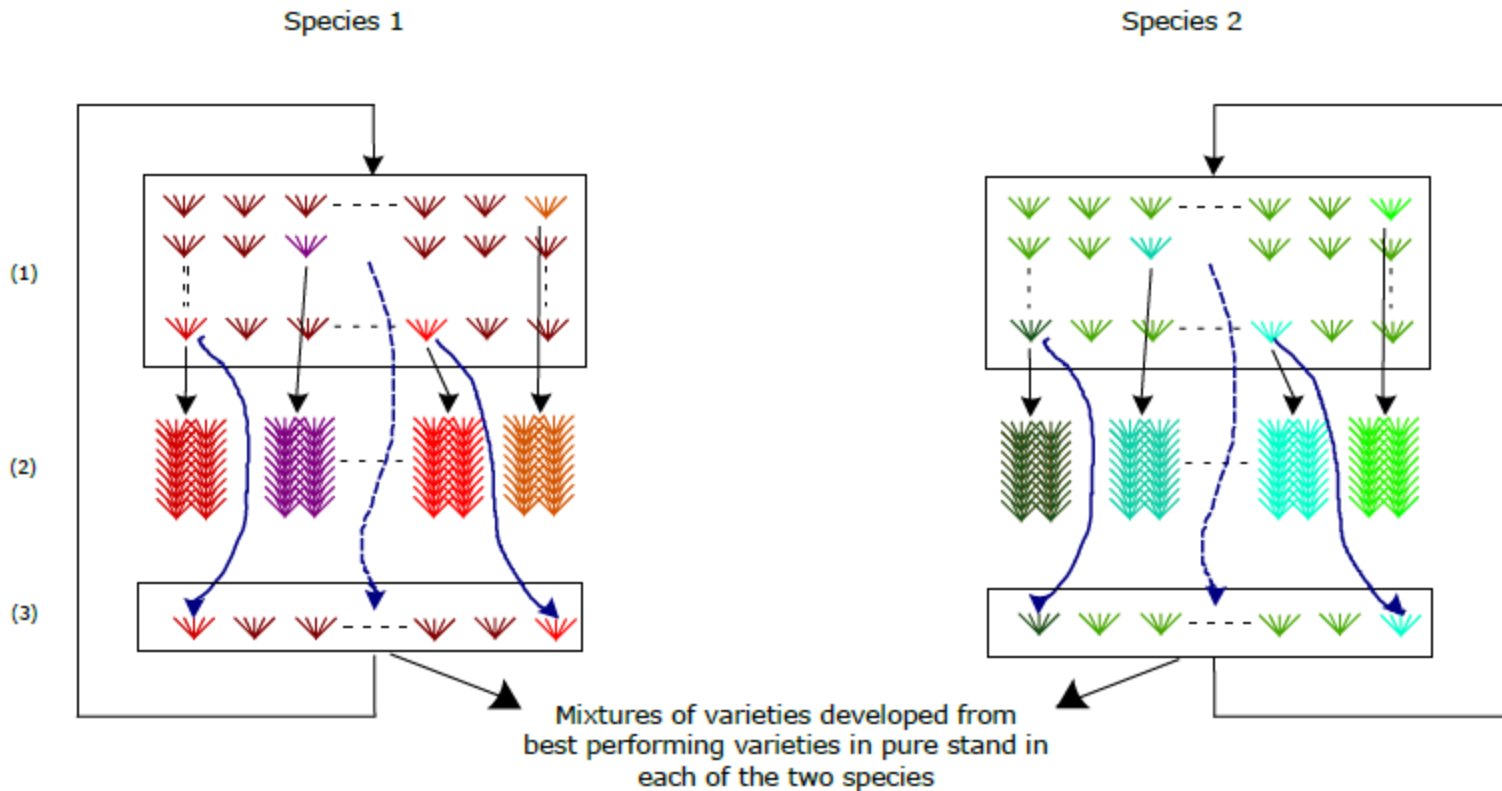 Species 1
Species 2
(1)
(2)
(3)
Mixtures of varieties developed from
best performing varieties in pure stand in
each of the two species